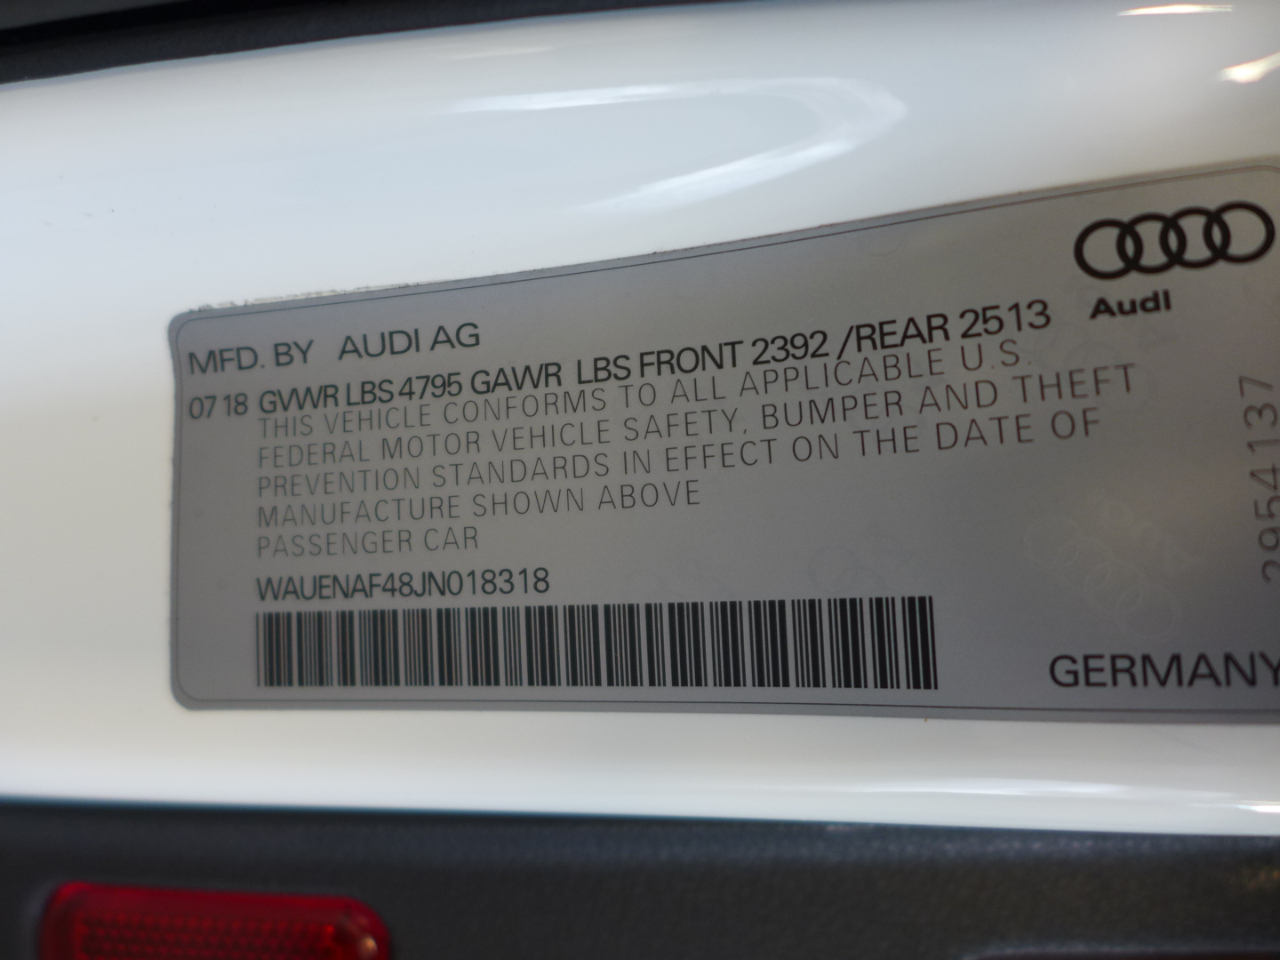 Audi
MFD. BY AUDI AG
07 18 GVWR LBS 4795 GAWR LBS FRONT 2392 /REAR 2513
THIS VEHICLE CONFORMS TO ALL APPLICABLE U.S.
FEDERAL MOTOR VEHICLE SAFETY, BUMPER AND THEFT
PREVENTION STANDARDS IN EFFECT ON THE DATE OF
MANUFACTURE SHOWN ABOVE
PASSENGER CAR
WAUENAF48JN018318
GERMANY
2954137